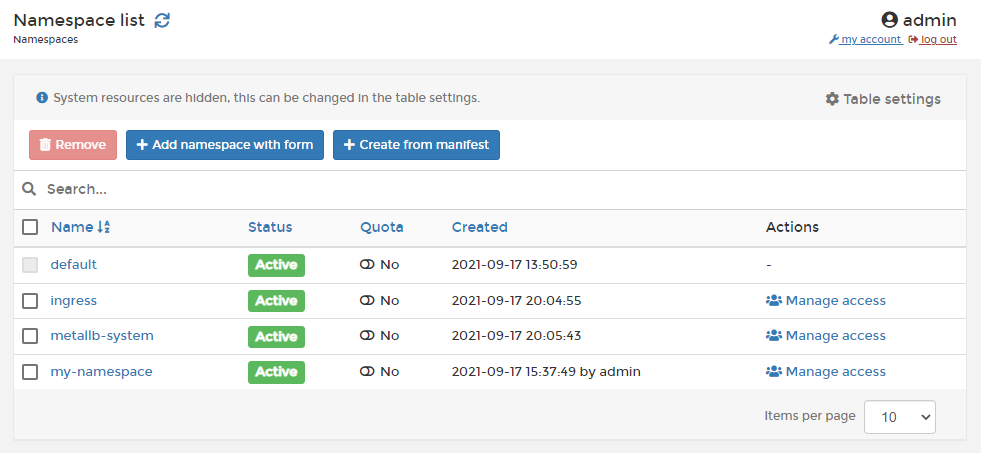 Namespace list
Namespaces
admin
my account log out
System resources are hidden, this can be changed in the table settings.
Table settings
Remove
Add namespace with form
Create from manifest
Search...
Name Status Quota Created Actions
default Active No 2021-09-17 13:50:59 -
ingress Active No 2021-09-17 20:04:55 Manage access
metallb-system Active No 2021-09-17 20:05:43 Manage access
my-namespace Active No 2021-09-17 15:37:49 by admin Manage access
Items per page 10